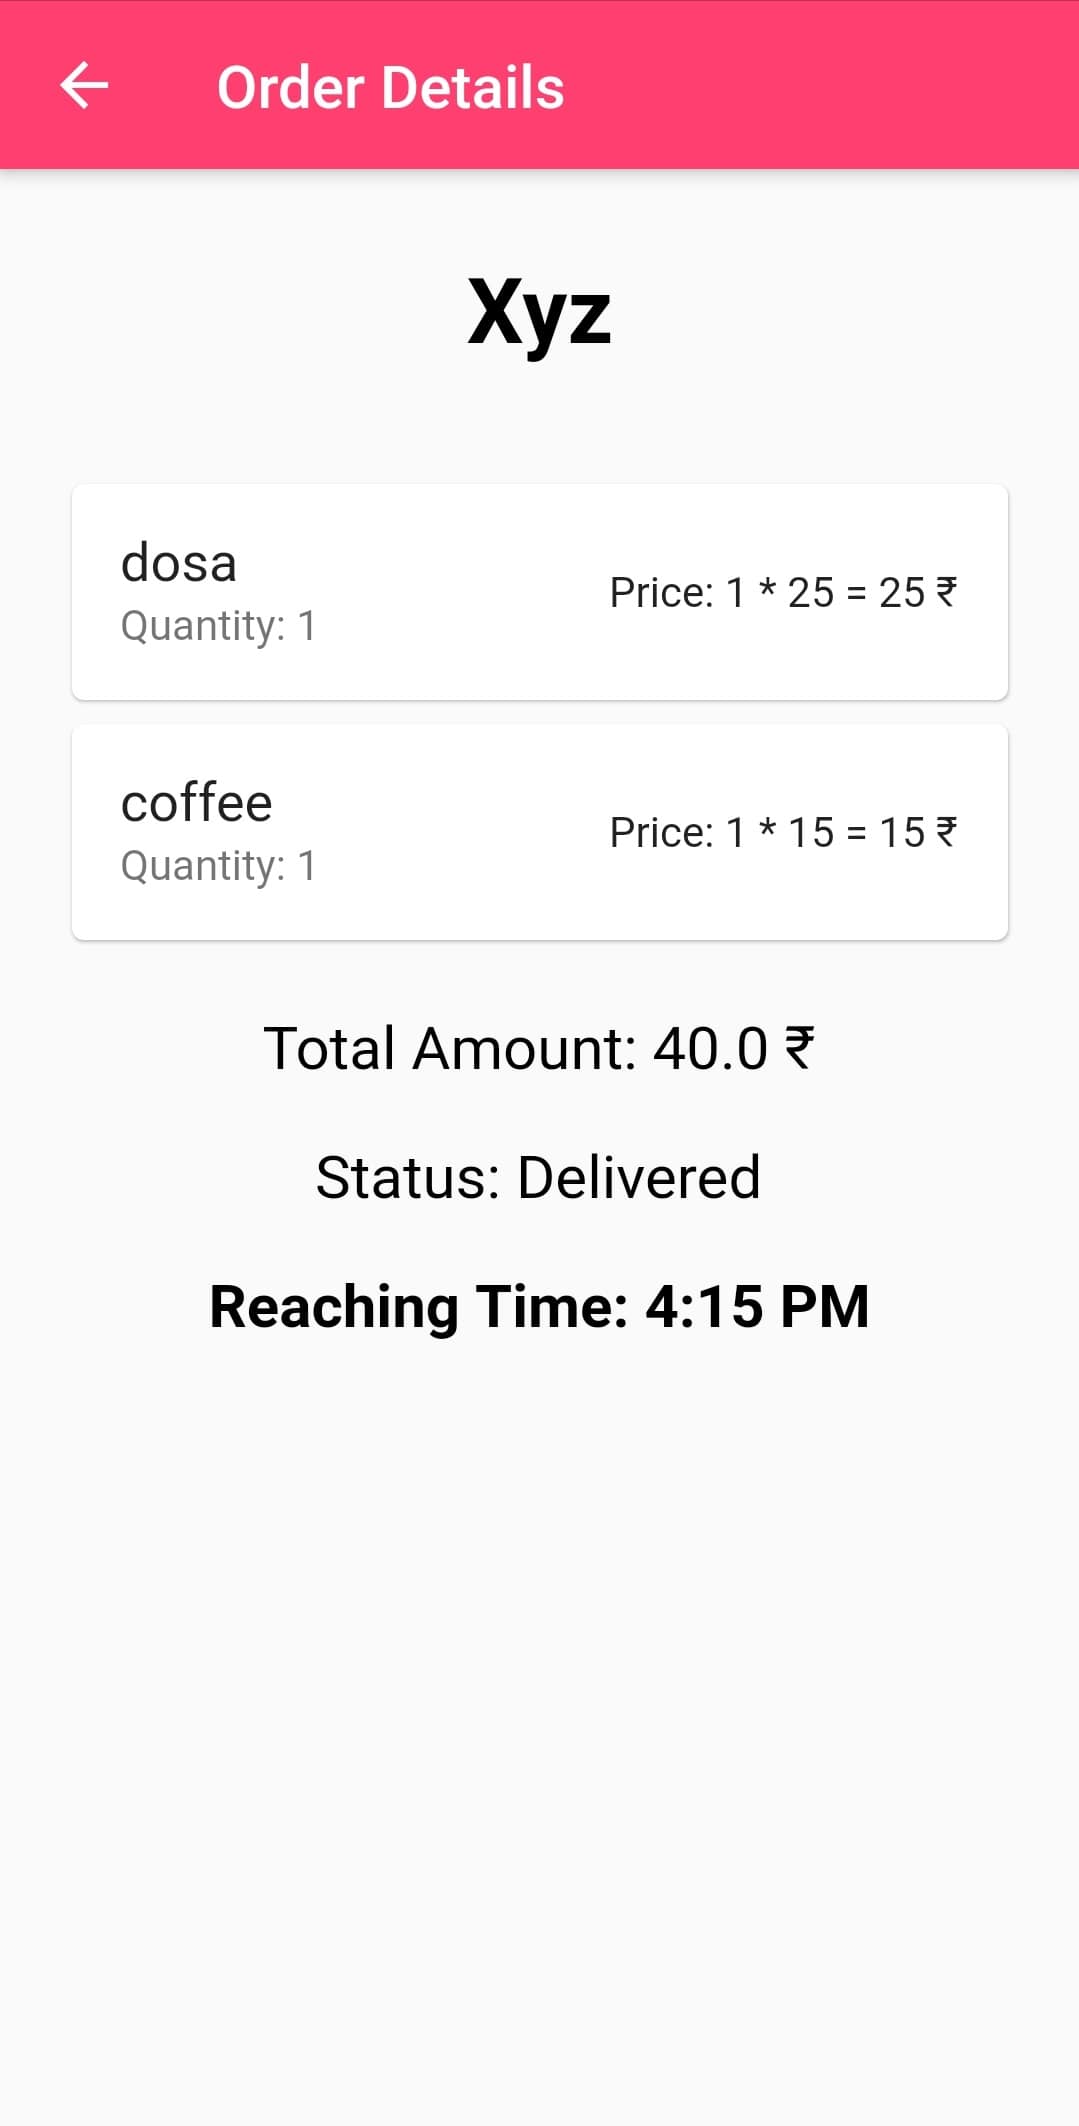 Order Details
Xyz
dosa
Quantity: 1
Price: 1 * 25 = 25 ₹
coffee
Quantity: 1
Price: 1 * 15 = 15 ₹
Total Amount: 40.0 ₹
Status: Delivered
Reaching Time: 4:15 PM